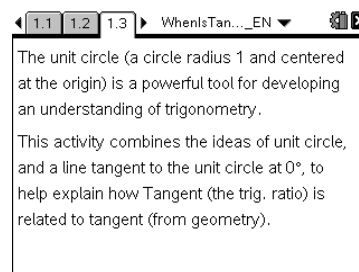 1.1 1.2 1.3 WhenIsTan..._EN
The unit circle (a circle radius 1 and centered
at the origin) is a powerful tool for developing
an understanding of trigonometry.
This activity combines the ideas of unit circle,
and a line tangent to the unit circle at 0°, to
help explain how Tangent (the trig. ratio) is
related to tangent (from geometry).